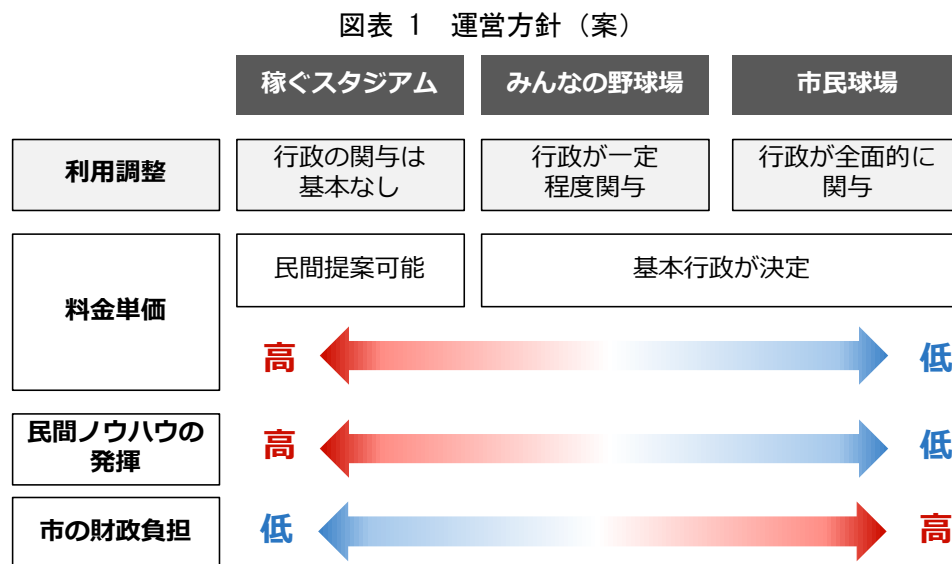 図表 1 運営方針（案）
稼ぐスタジアム
みんなの野球場
市民球場
利用調整
行政の関与は
基本なし
行政が一定
程度関与
行政が全面的に
関与
料金単価
民間提案可能
基本行政が決定
高
低
民間ノウハウの
発揮
高
低
市の財政負担
低
高